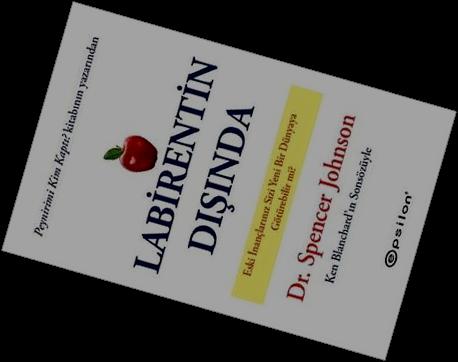 Peynirimi Kim Kaptı? kitabının yazarından
LABİRENTİN
DIŞINDA
Eski İnançlarınız Sizi Yeni Bir Dünyaya
Götürebilir mi?
Dr. Spencer Johnson
Ken Blanchard'ın Sonsözüyle
epsilon